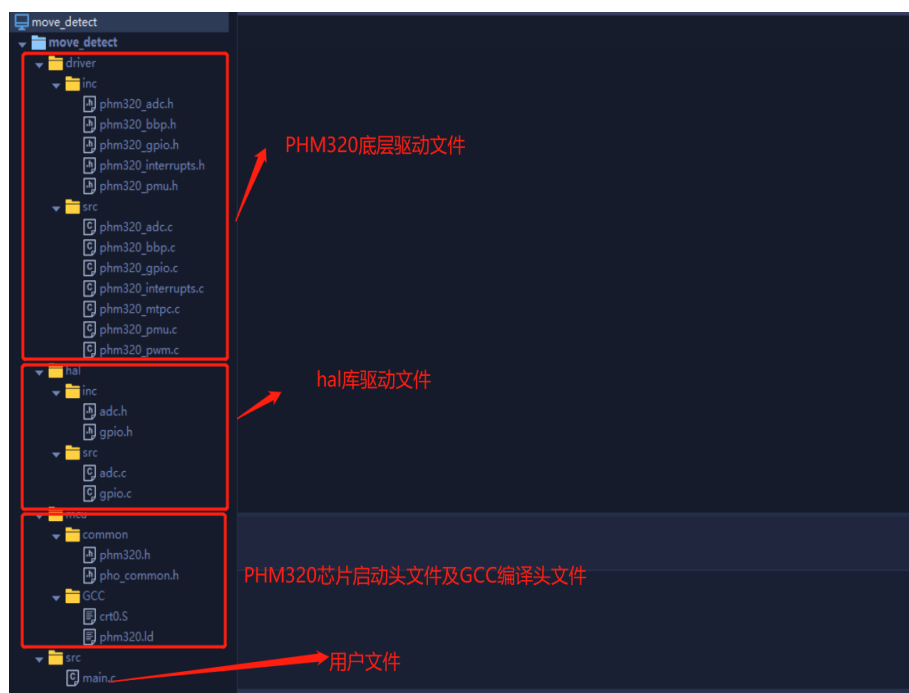 move_detect
move_detect
driver
inc
phm320_adc.h
phm320_bbp.h
phm320_gpio.h
phm320_interrupts.h
phm320_pmu.h
src
phm320_adc.c
phm320_bbp.c
phm320_gpio.c
phm320_interrupts.c
phm320_mtpc.c
phm320_pmu.c
phm320_pwm.c
PHM320底层驱动文件
hal
inc
adc.h
gpio.h
src
adc.c
gpio.c
hal库驱动文件
mcu
common
phm320.h
pho_common.h
GCC
crt0.S
phm320.ld
PHM320芯片启动头文件及GCC编译头文件
src
main.c
用户文件